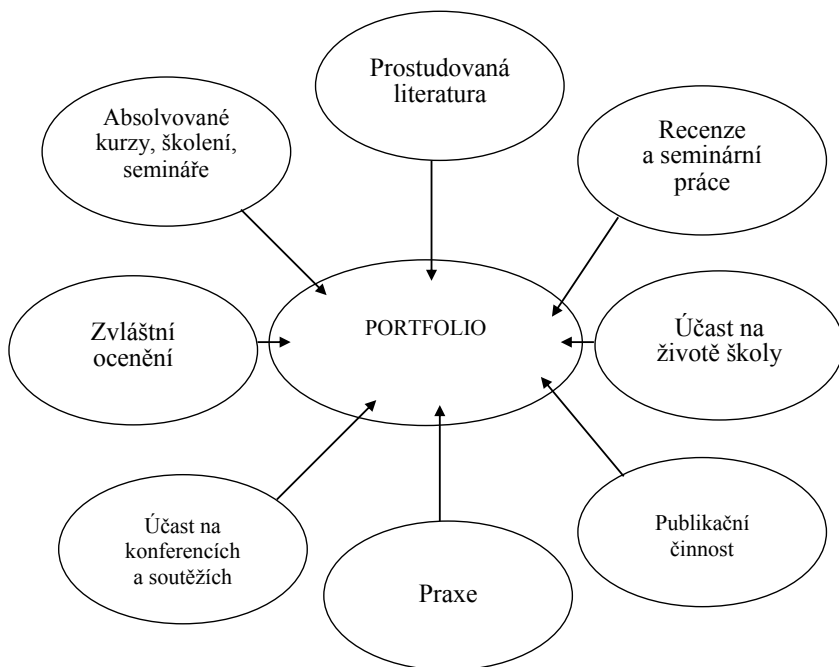 Prostudovaná
literatura
Absolvované
kurzy, školení,
semináře
Recenze
a seminární
práce
Zvláštní
ocenění
PORTFOLIO
Účast na
životě školy
Účast na
konferencích
a soutěžích
Praxe
Publikační
činnost